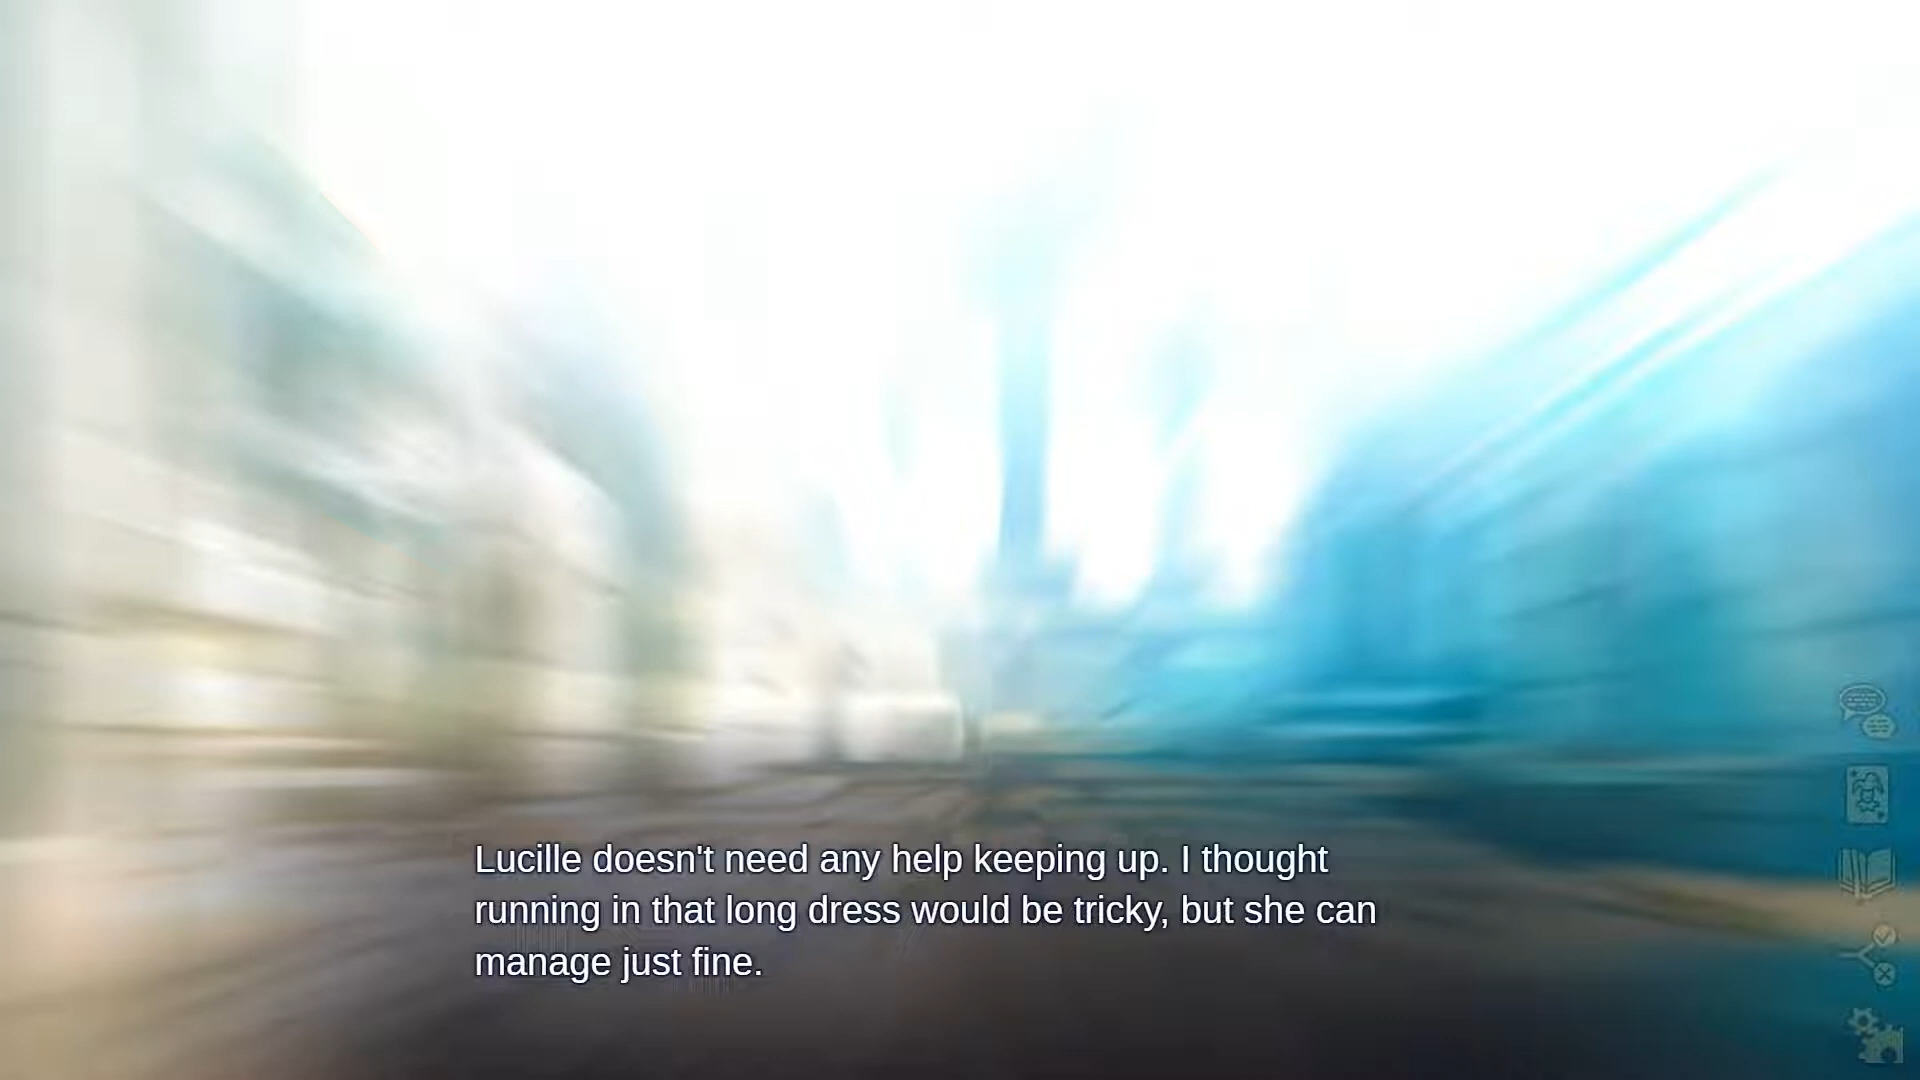 Lucille doesn't need any help keeping up. I thought
running in that long dress would be tricky, but she can
manage just fine.